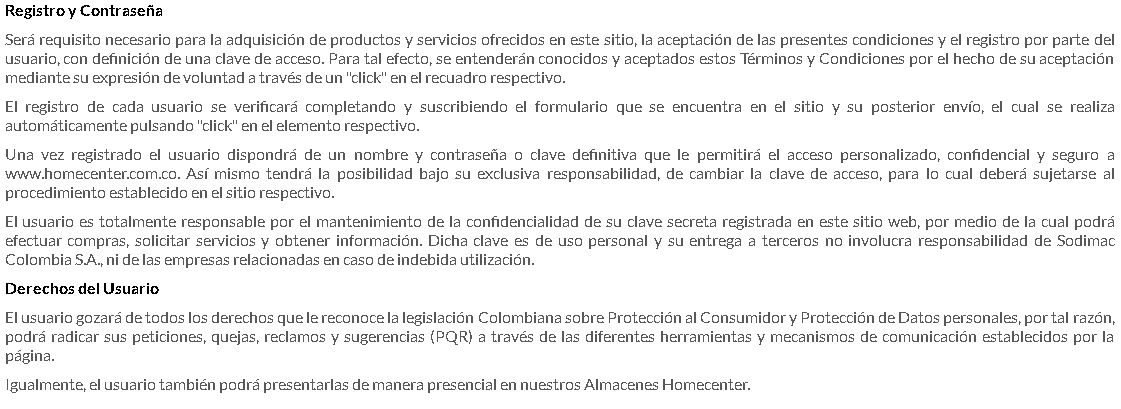 Registro y Contraseña
Será requisito necesario para la adquisición de productos y servicios ofrecidos en este sitio, la aceptación de las presentes condiciones y el registro por parte del
usuario, con definición de una clave de acceso. Para tal efecto, se entenderán conocidos y aceptados estos Términos y Condiciones por el hecho de su aceptación
mediante su expresión de voluntad a través de un "click" en el recuadro respectivo.
El registro de cada usuario se verificará completando y suscribiendo el formulario que se encuentra en el sitio y su posterior envío, el cual se realiza
automáticamente pulsando "click" en el elemento respectivo.
Una vez registrado el usuario dispondrá de un nombre y contraseña o clave definitiva que le permitirá el acceso personalizado, confidencial y seguro a
www.homecenter.com.co. Así mismo tendrá la posibilidad bajo su exclusiva responsabilidad, de cambiar la clave de acceso, para lo cual deberá sujetarse al
procedimiento establecido en el sitio respectivo.
El usuario es totalmente responsable por el mantenimiento de la confidencialidad de su clave secreta registrada en este sitio web, por medio de la cual podrá
efectuar compras, solicitar servicios y obtener información. Dicha clave es de uso personal y su entrega a terceros no involucra responsabilidad de Sodimac
Colombia S.A., ni de las empresas relacionadas en caso de indebida utilización.
Derechos del Usuario
El usuario gozará de todos los derechos que le reconoce la legislación Colombiana sobre Protección al Consumidor y Protección de Datos personales, por tal razón,
podrá radicar sus peticiones, quejas, reclamos y sugerencias (PQR) a través de las diferentes herramientas y mecanismos de comunicación establecidos por la
página.
Igualmente, el usuario también podrá presentarlas de manera presencial en nuestros Almacenes Homecenter.